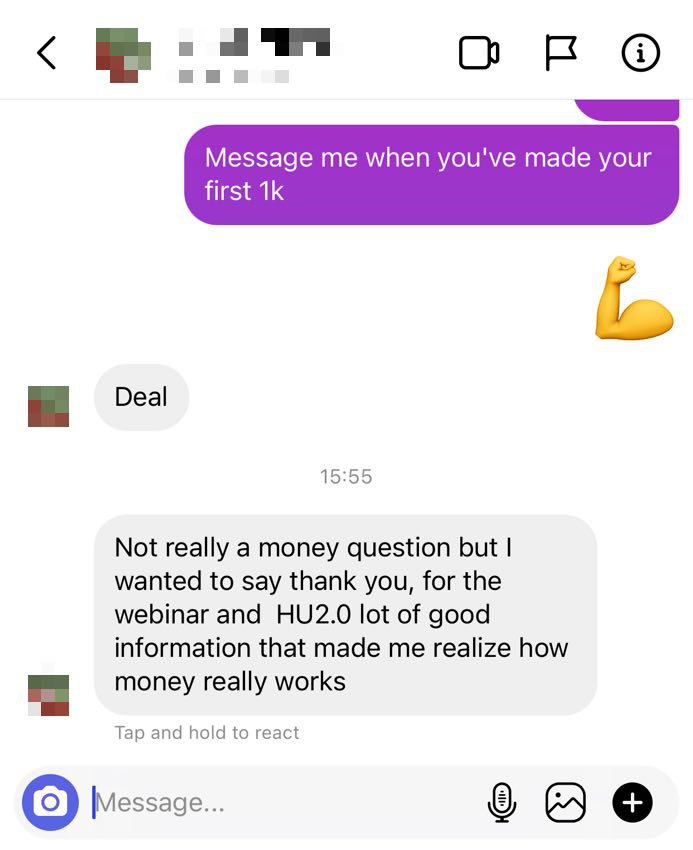 Message me when you've made your
first 1k
Deal
15:55
Not really a money question but I
wanted to say thank you, for the
webinar and  HU2.0 lot of good
information that made me realize how
money really works
Tap and hold to react
Message...